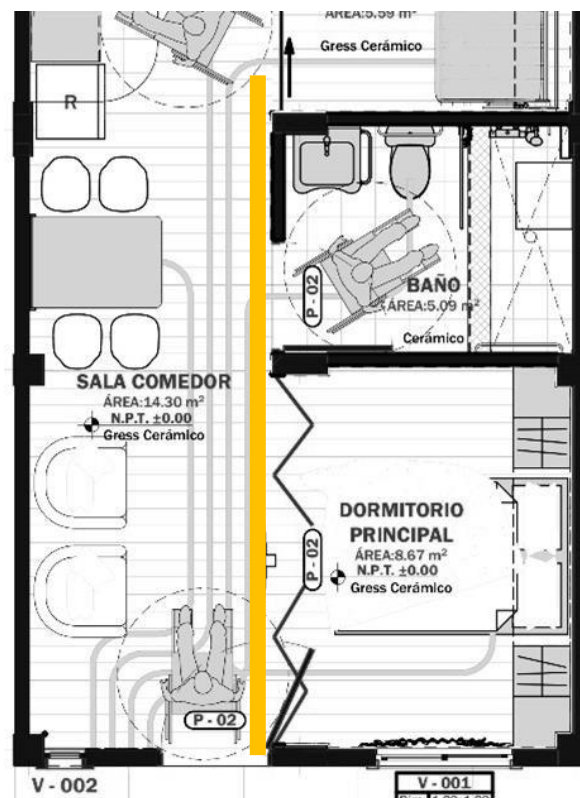 ÁREA:5.59 m²
Gress Cerámico
R
P - 02
BAÑO
ÁREA:5.09 m²
Cerámico
SALA COMEDOR
ÁREA:14.30 m²
N.P.T. ±0.00
Gress Cerámico
DORMITORIO
PRINCIPAL
ÁREA:8.67 m²
N.P.T. ±0.00
Gress Cerámico
P - 02
P - 02
V - 002
V - 001